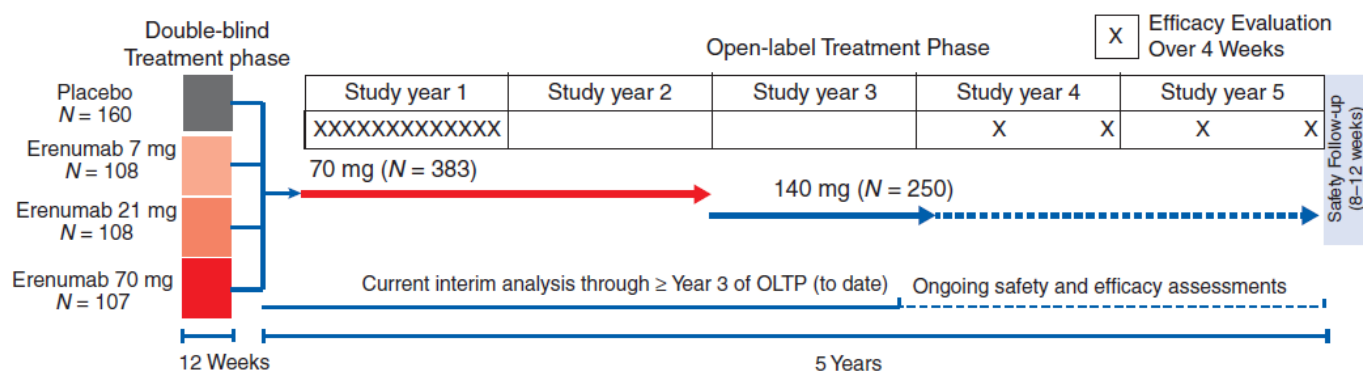 Double-blind
Treatment phase
Open-label Treatment Phase
X
Efficacy Evaluation
Over 4 Weeks
Placebo
N = 160
Erenumab 7 mg
N = 108
Erenumab 21 mg
N = 108
Erenumab 70 mg
N = 107
Study year 1
Study year 2
Study year 3
Study year 4
Study year 5
XXXXXXXXXXXXX
X
X
X
X
70 mg (N = 383)
140 mg (N = 250)
Current interim analysis through ≥ Year 3 of OLTP (to date)
Ongoing safety and efficacy assessments
12 Weeks
5 Years
Safety Follow-up
(8–12 weeks)